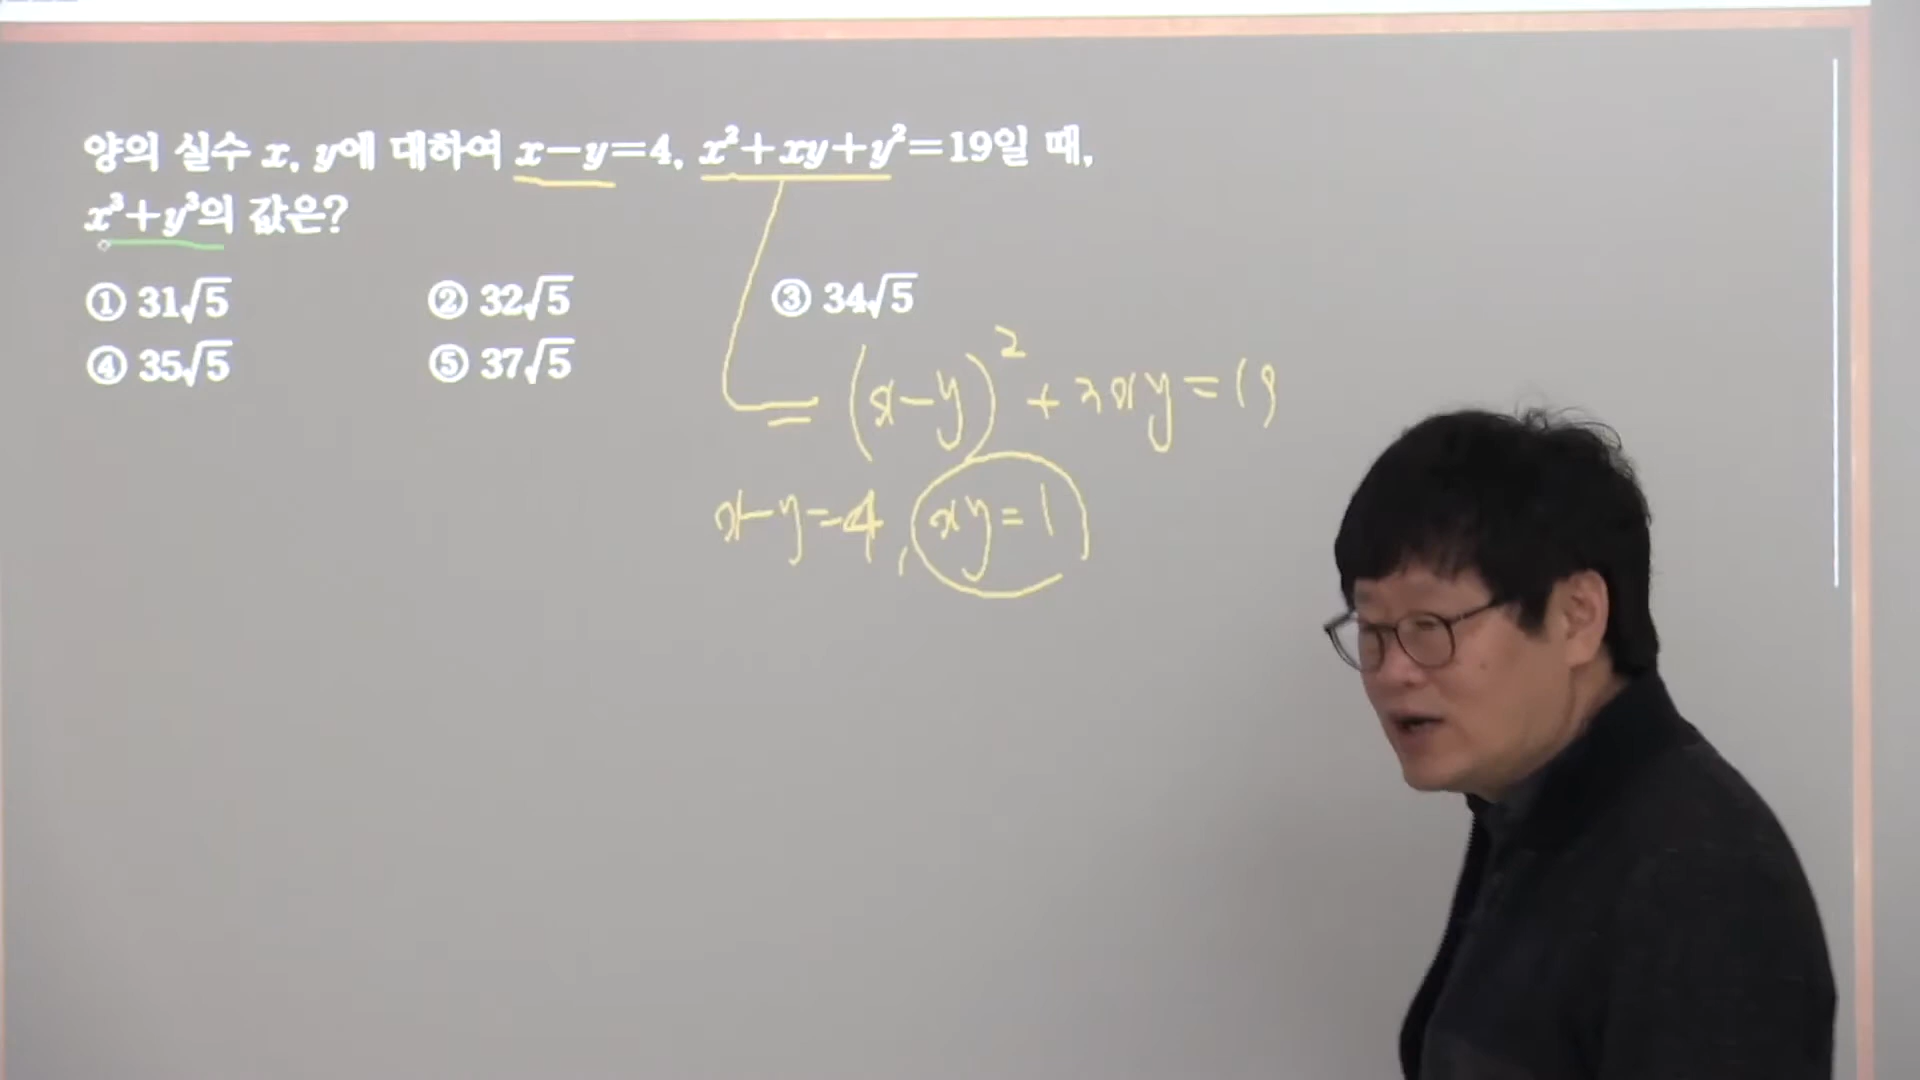 양의 실수 x, y에 대하여 x−y=4, x²+xy+y²=19일 때,
x³+y³의 값은?
① 31√5 ② 32√5 ③ 34√5
④ 35√5 ⑤ 37√5
= (x−y)² + 3xy = 19
x−y=4, xy=1